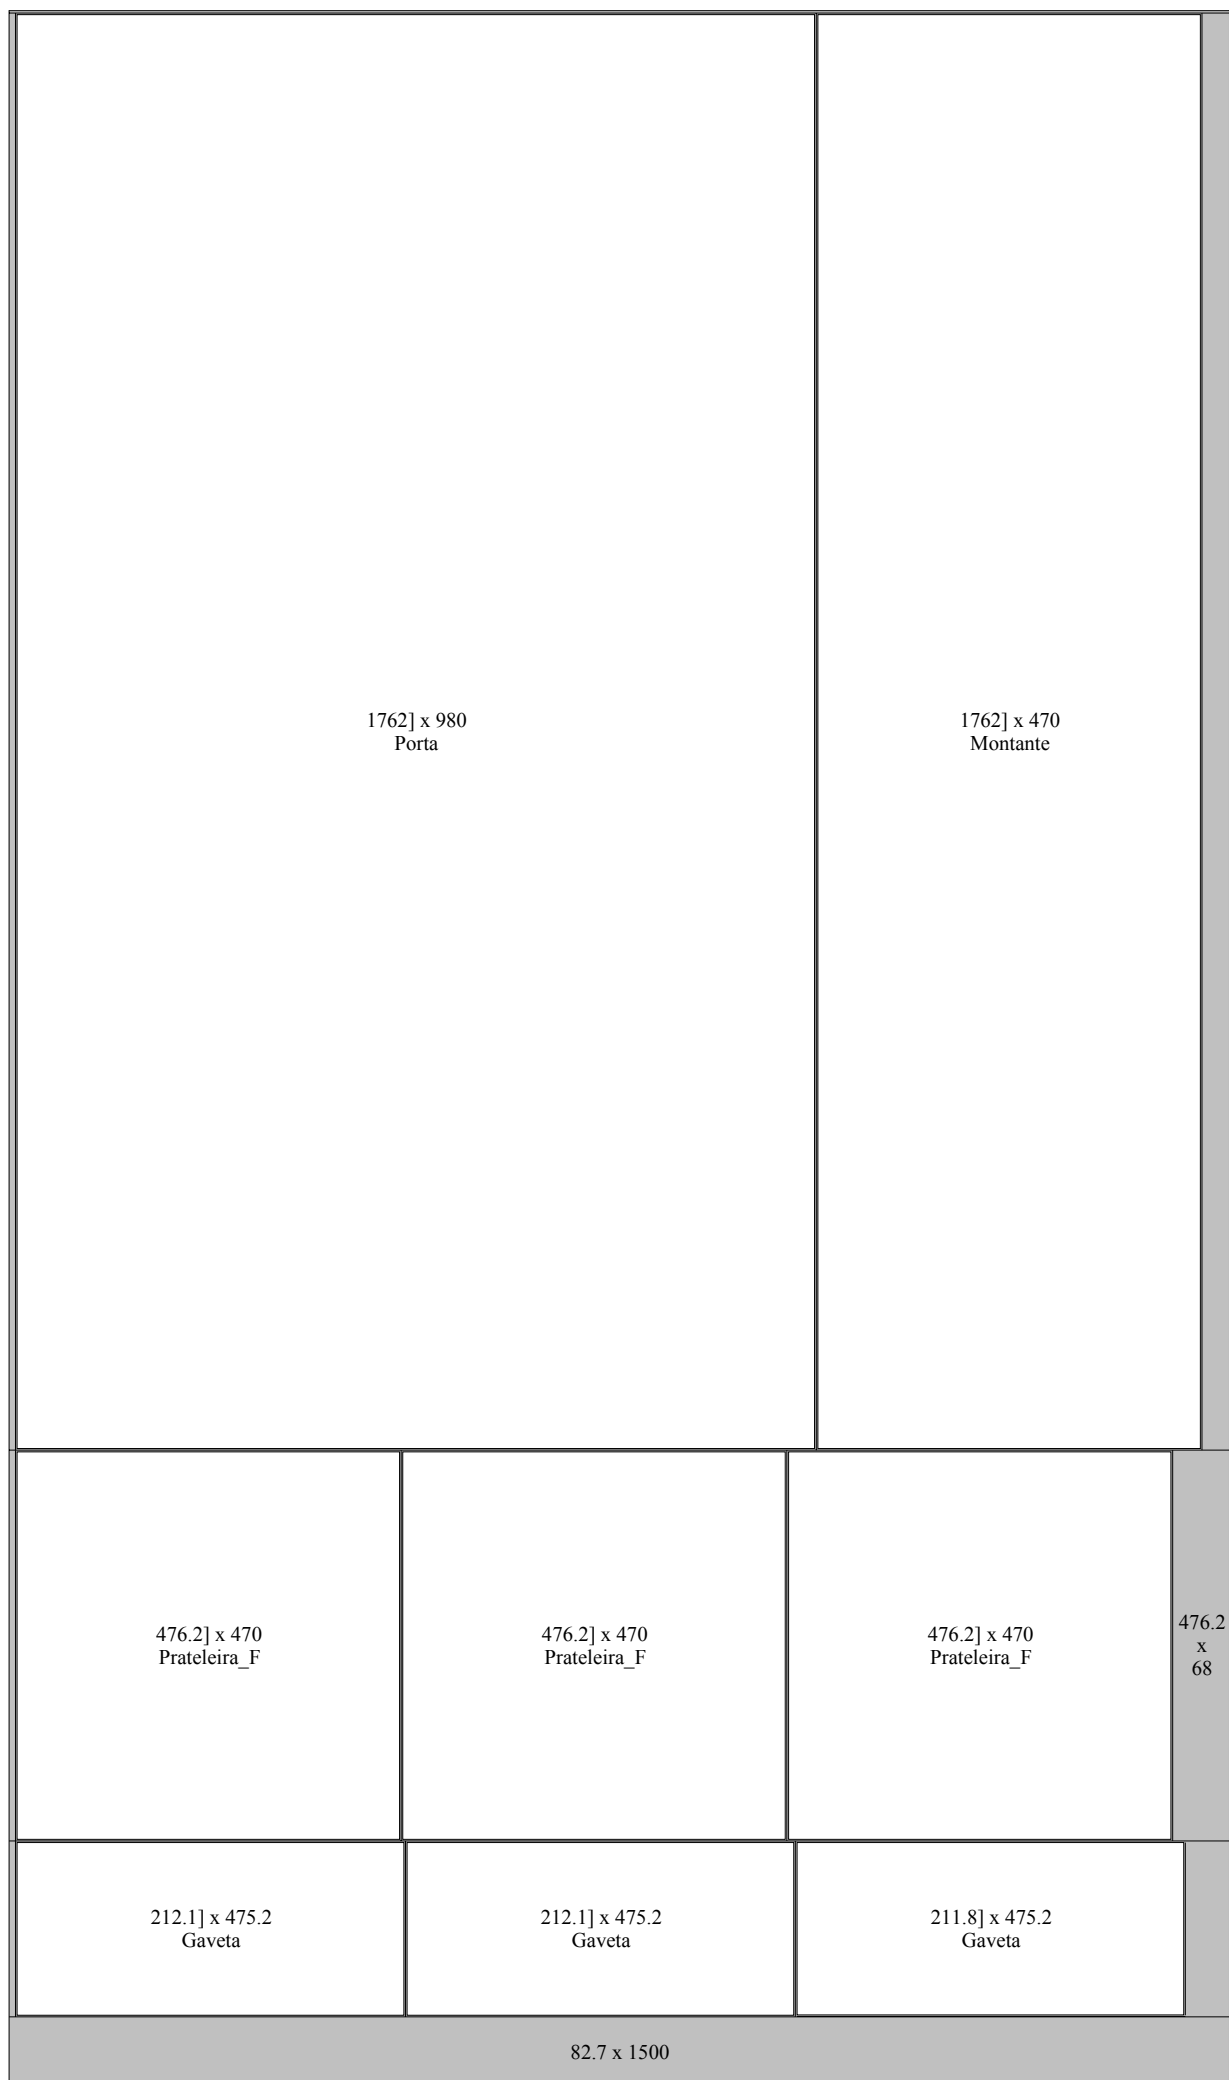 1762] x 980
Porta
1762] x 470
Montante
476.2] x 470
Prateleira_F
476.2] x 470
Prateleira_F
476.2] x 470
Prateleira_F
476.2
x
68
212.1] x 475.2
Gaveta
212.1] x 475.2
Gaveta
211.8] x 475.2
Gaveta
82.7 x 1500